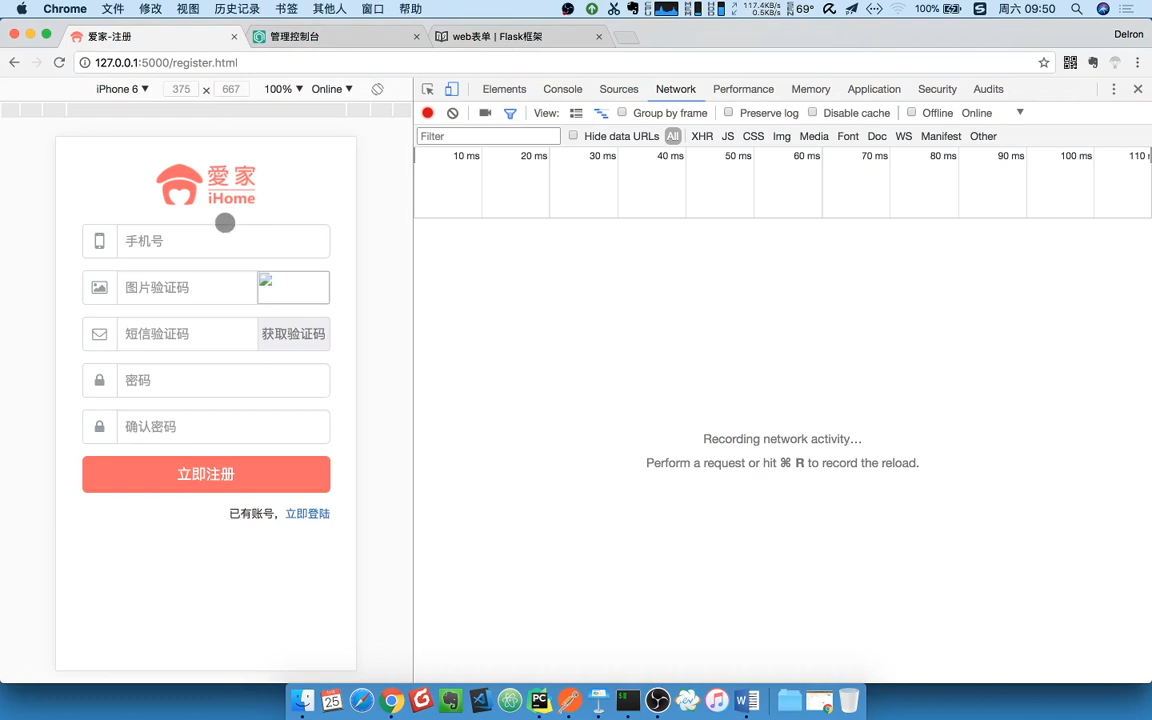 Chrome 文件 修改 视图 历史记录 书签 其他人 窗口 帮助 117.4KB/s 0.5KB/s 69° 100% 周六 09:50
爱家-注册 管理控制台 web表单 | Flask框架 Delron
127.0.0.1:5000/register.html
iPhone 6 ▼ 375 × 667 100% ▼ Online ▼
Elements Console Sources Network Performance Memory Application Security Audits
View: Group by frame Preserve log Disable cache Offline Online ▼
Filter Hide data URLs All XHR JS CSS Img Media Font Doc WS Manifest Other
10 ms 20 ms 30 ms 40 ms 50 ms 60 ms 70 ms 80 ms 90 ms 100 ms 110
愛家
iHome
手机号
图片验证码
短信验证码 获取验证码
密码
确认密码
立即注册
已有账号，立即登陆
Recording network activity…
Perform a request or hit ⌘ R to record the reload.
25 PC